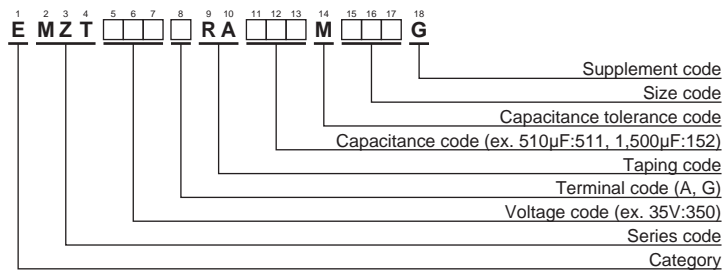 1 2 3 4 5 6 7 8 9 10 11 12 13 14 15 16 17 18
E MZT □□□ □ RA □□□ M □□□ G
Supplement code
Size code
Capacitance tolerance code
Capacitance code (ex. 510µF:511, 1,500µF:152)
Taping code
Terminal code (A, G)
Voltage code (ex. 35V:350)
Series code
Category